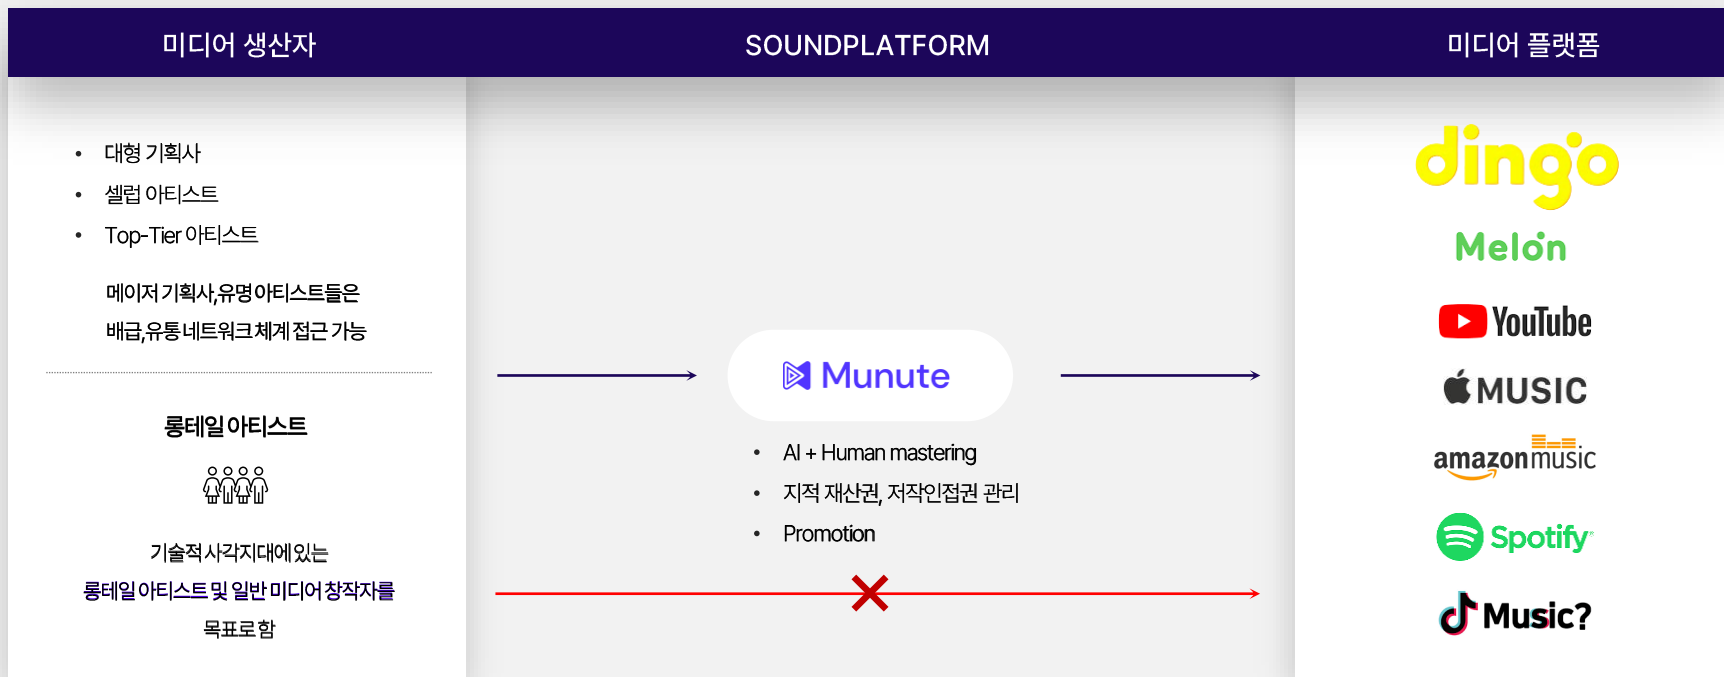 미디어 생산자
SOUNDPLATFORM
미디어 플랫폼
• 대형 기획사
• 셀럽 아티스트
• Top-Tier 아티스트
메이저 기획사,유명 아티스트들은
배급,유통 네트워크 체계 접근 가능
롱테일 아티스트
기술적 사각지대에 있는
롱테일 아티스트 및 일반 미디어 창작자를
목표로 함
Munute
• AI + Human mastering
• 지적 재산권, 저작인접권 관리
• Promotion
dingo
Melon
YouTube
MUSIC
amazon music
Spotify
Music?